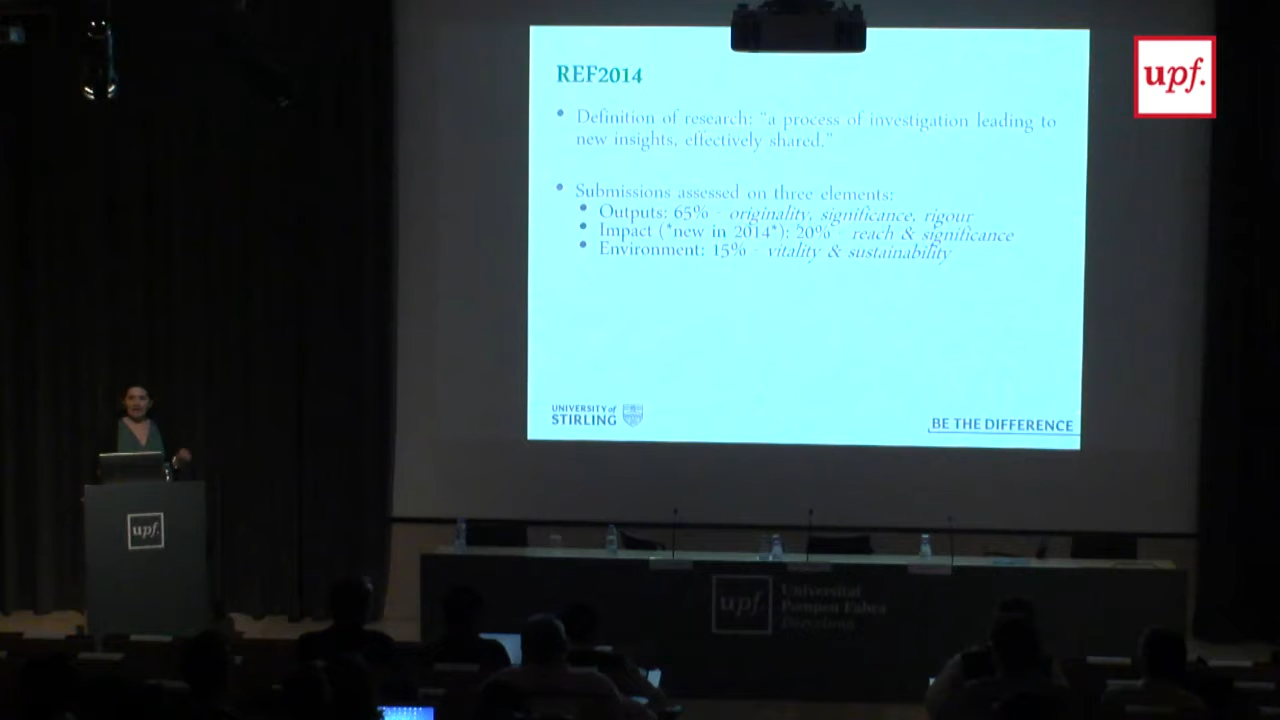 REF2014
• Definition of research: "a process of investigation leading to
new insights, effectively shared."
• Submissions assessed on three elements:
• Outputs: 65% - originality, significance, rigour
• Impact (*new in 2014*): 20% - reach & significance
• Environment: 15% - vitality & sustainability
UNIVERSITY of
STIRLING
BE THE DIFFERENCE
upf.
upf.
upf.
Universitat
Pompeu Fabra
Barcelona